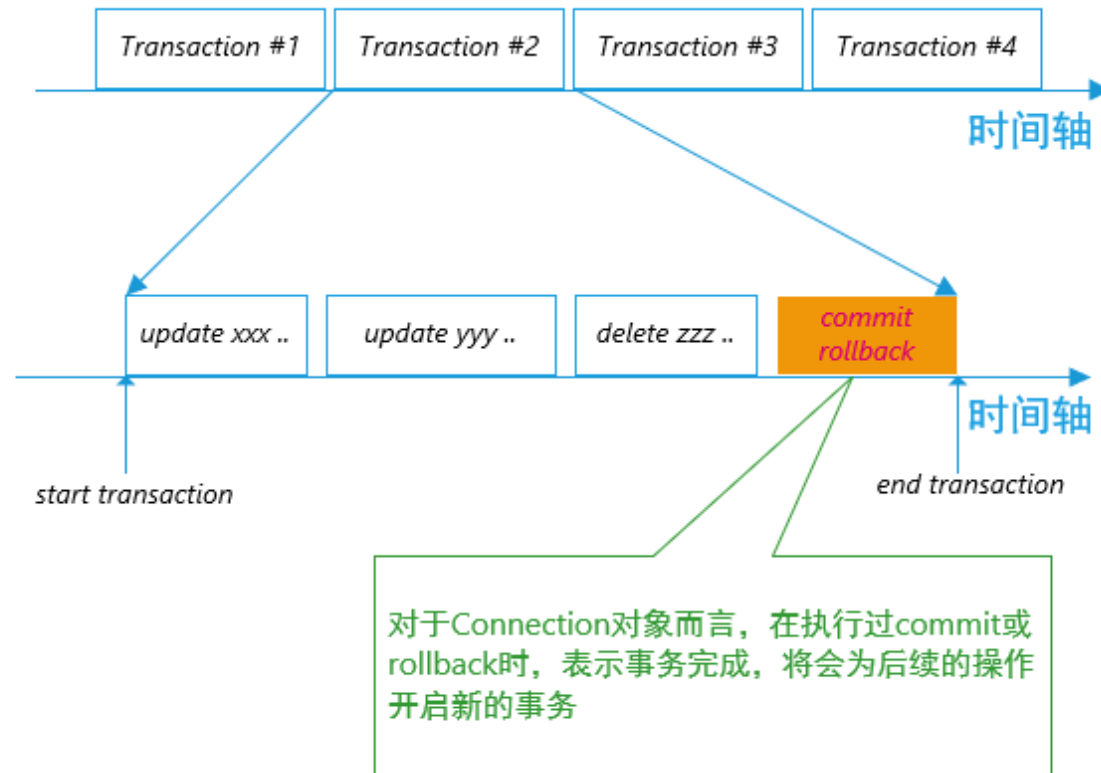 Transaction #1
Transaction #2
Transaction #3
Transaction #4
时间轴
update xxx ..
update yyy ..
delete zzz ..
commit
rollback
时间轴
start transaction
end transaction
对于Connection对象而言，在执行过commit或
rollback时，表示事务完成，将会为后续的操作
开启新的事务